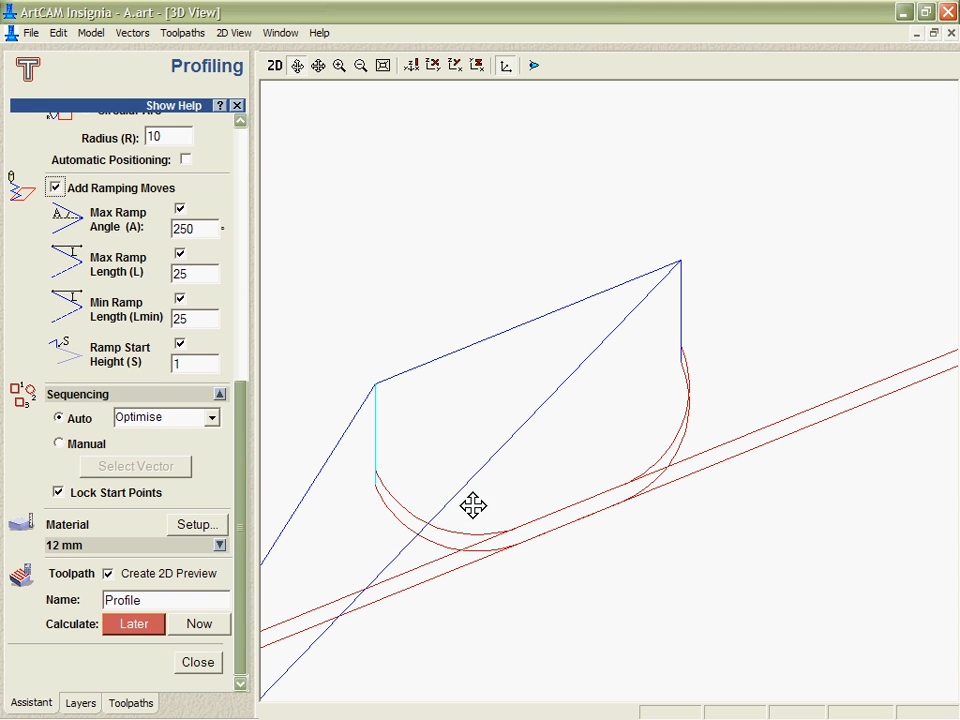 ArtCAM Insignia - A.art - [3D View]
File Edit Model Vectors Toolpaths 2D View Window Help
Profiling
Show Help ? X
2D
Radius (R): 10
Automatic Positioning:
Add Ramping Moves
Max Ramp
Angle (A): 250 °
Max Ramp
Length (L) 25
Min Ramp
Length (Lmin) 25
Ramp Start
Height (S) 1
Sequencing
Auto Optimise
Manual
Select Vector
Lock Start Points
Material Setup...
12 mm
Toolpath Create 2D Preview
Name: Profile
Calculate: Later Now
Close
Assistant Layers Toolpaths